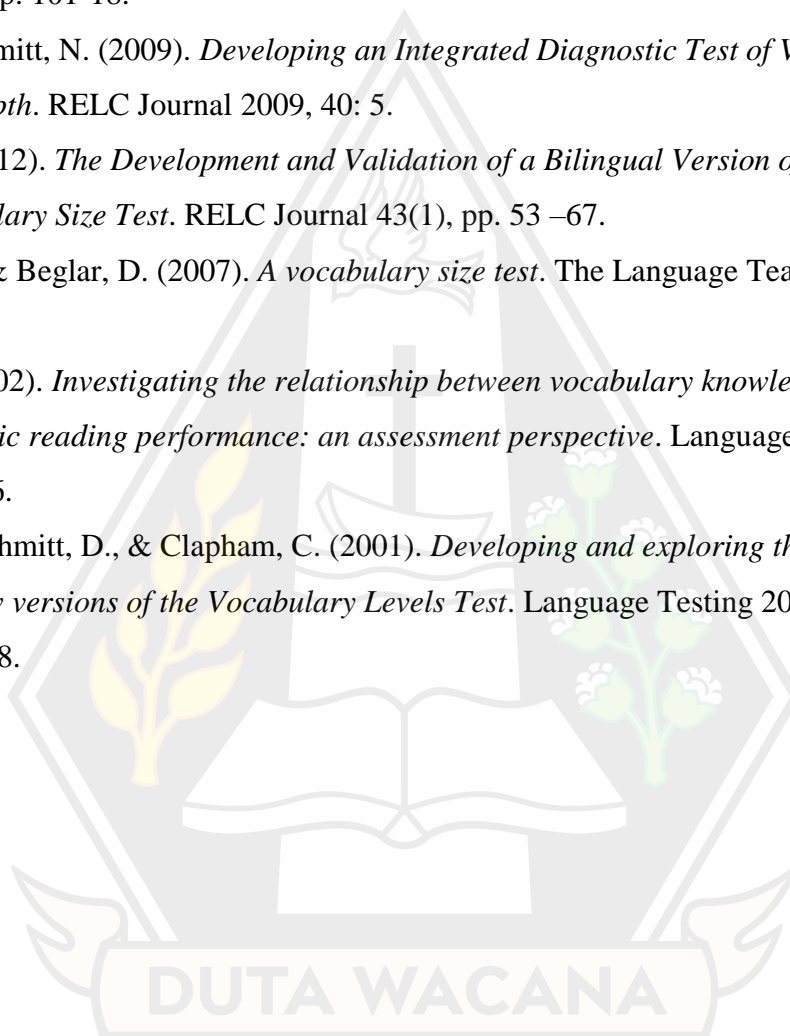 p. 101-18.
mitt, N. (2009). Developing an Integrated Diagnostic Test of V
pth. RELC Journal 2009, 40: 5.
12). The Development and Validation of a Bilingual Version o
lary Size Test. RELC Journal 43(1), pp. 53 –67.
& Beglar, D. (2007). A vocabulary size test. The Language Tea
02). Investigating the relationship between vocabulary knowle
ic reading performance: an assessment perspective. Language
6.
hmitt, D., & Clapham, C. (2001). Developing and exploring th
v versions of the Vocabulary Levels Test. Language Testing 20
8.
DUTA WACANA